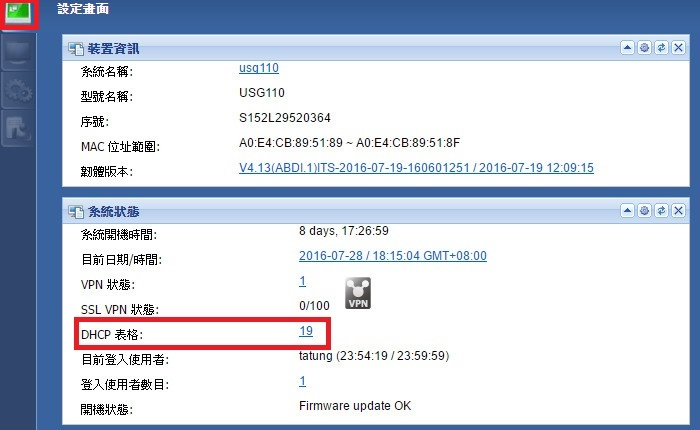 設定畫面
裝置資訊
系統名稱: usg110
型號名稱: USG110
序號: S152L29520364
MAC 位址範圍: A0:E4:CB:89:51:89 ~ A0:E4:CB:89:51:8F
韌體版本: V4.13(ABDI.1)ITS-2016-07-19-160601251 / 2016-07-19 12:09:15
系統狀態
系統開機時間: 8 days, 17:26:59
目前日期/時間: 2016-07-28 / 18:15:04 GMT+08:00
VPN 狀態: 1
VPN
SSL VPN 狀態: 0/100
DHCP 表格: 19
目前登入使用者: tatung (23:54:19 / 23:59:59)
登入使用者數目: 1
開機狀態: Firmware update OK